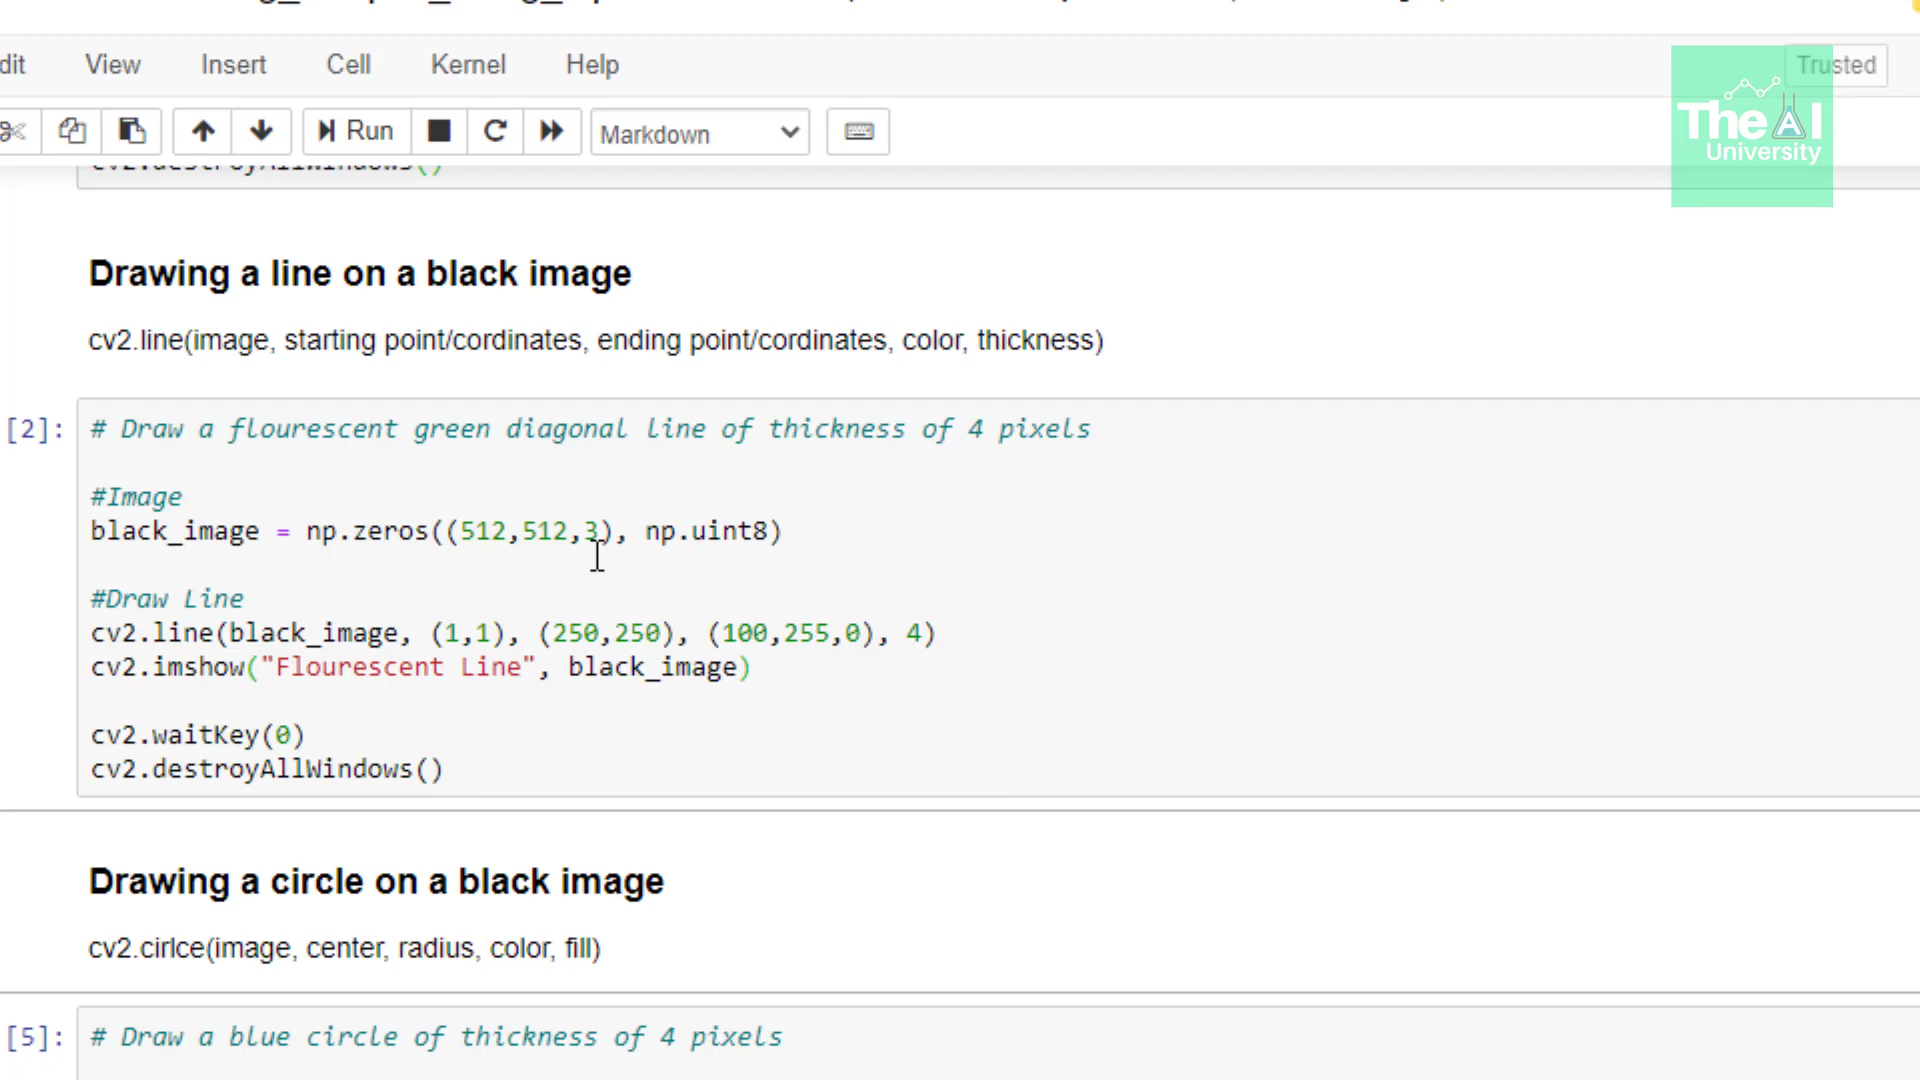 dit View Insert Cell Kernel Help Trusted
Run Markdown
The AI
University
cv2.destroyAllWindows()
Drawing a line on a black image
cv2.line(image, starting point/cordinates, ending point/cordinates, color, thickness)
[2]: # Draw a flourescent green diagonal line of thickness of 4 pixels
#Image
black_image = np.zeros((512,512,3), np.uint8)
#Draw Line
cv2.line(black_image, (1,1), (250,250), (100,255,0), 4)
cv2.imshow("Flourescent Line", black_image)
cv2.waitKey(0)
cv2.destroyAllWindows()
Drawing a circle on a black image
cv2.cirlce(image, center, radius, color, fill)
[5]: # Draw a blue circle of thickness of 4 pixels